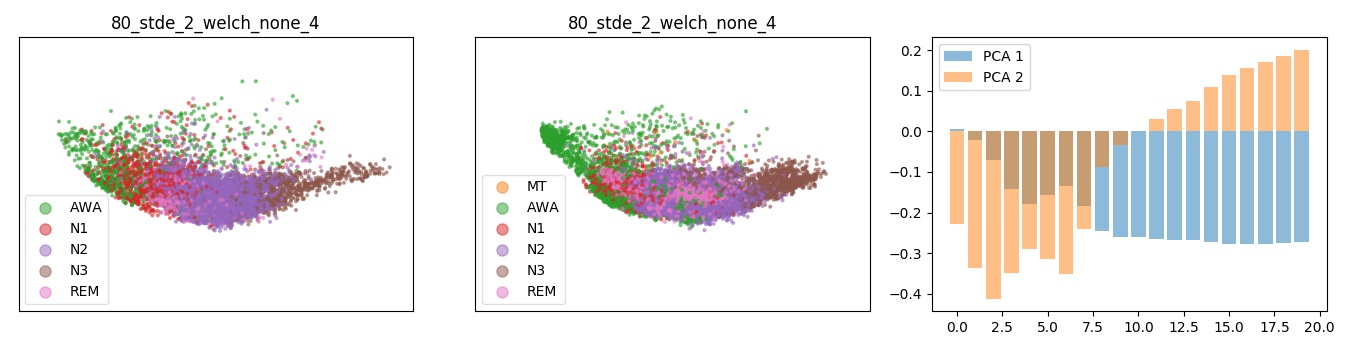 80_stde_2_welch_none_4
AWA
N1
N2
N3
REM
80_stde_2_welch_none_4
MT
AWA
N1
N2
N3
REM
PCA 1
PCA 2
0.2
0.1
0.0
−0.1
−0.2
−0.3
−0.4
0.0 2.5 5.0 7.5 10.0 12.5 15.0 17.5 20.0